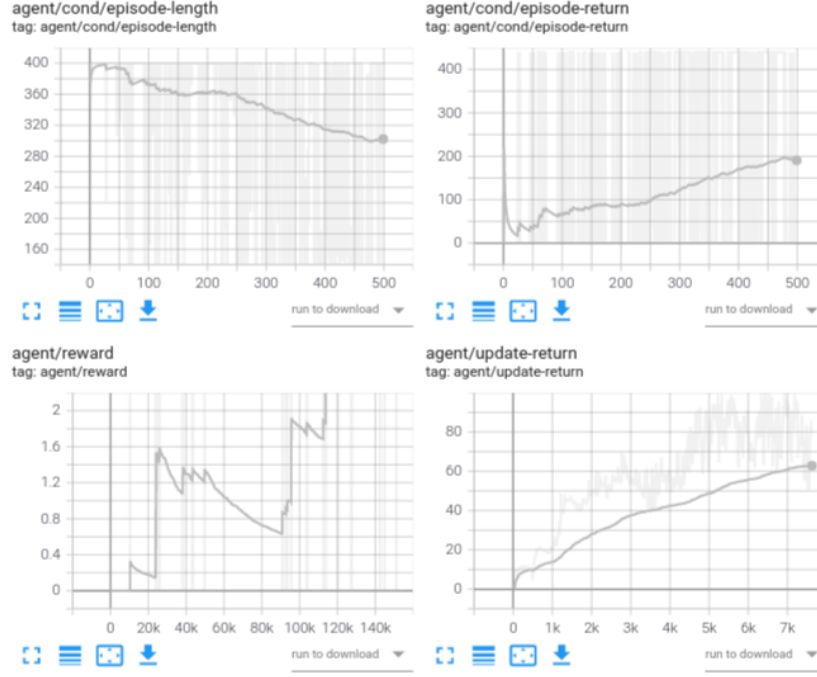 agent/cond/episode-length
tag: agent/cond/episode-length
400
360
320
280
240
200
160
0 100 200 300 400 500
run to download
agent/cond/episode-return
tag: agent/cond/episode-return
400
300
200
100
0
0 100 200 300 400 500
run to download
agent/reward
tag: agent/reward
2
1.6
1.2
0.8
0.4
0
0 20k 40k 60k 80k 100k 120k 140k
run to download
agent/update-return
tag: agent/update-return
80
60
40
20
0
0 1k 2k 3k 4k 5k 6k 7k
run to download